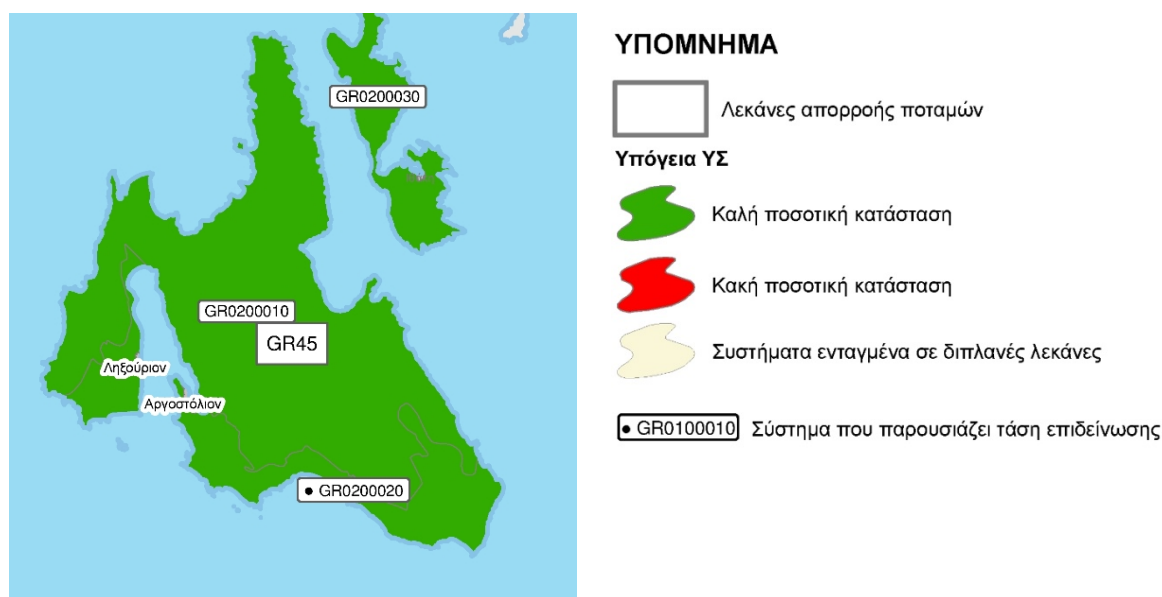 GR0200030
GR0200010
GR45
Ληξούριον
Αργοστόλιον
• GR0200020
ΥΠΟΜΝΗΜΑ
Λεκάνες απορροής ποταμών
Υπόγεια ΥΣ
Καλή ποσοτική κατάσταση
Κακή ποσοτική κατάσταση
Συστήματα ενταγμένα σε διπλανές λεκάνες
• GR0100010 Σύστημα που παρουσιάζει τάση επιδείνωσης